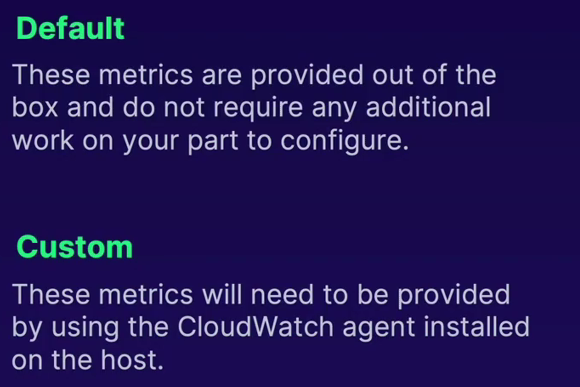 Default
These metrics are provided out of the
box and do not require any additional
work on your part to configure.
Custom
These metrics will need to be provided
by using the CloudWatch agent installed
on the host.